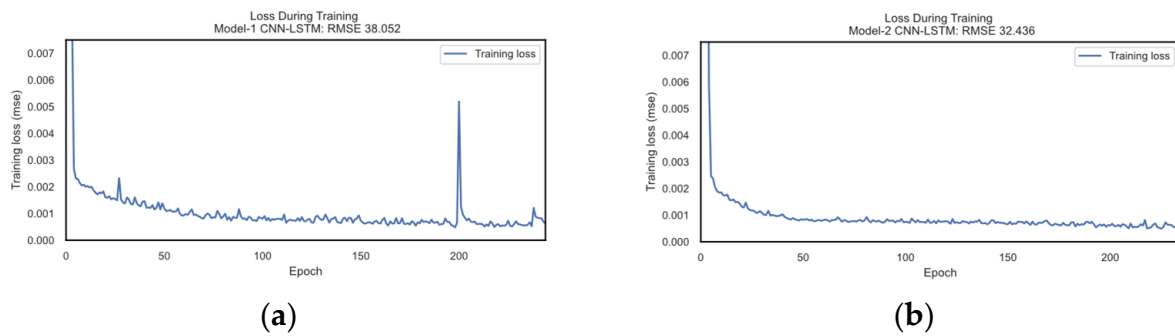 Loss During Training
Model-1 CNN-LSTM: RMSE 38.052
Training loss
0.007
0.006
0.005
0.004
0.003
0.002
0.001
0.000
Training loss (mse)
0
50
100
150
200
Epoch
(a)
Loss During Training
Model-2 CNN-LSTM: RMSE 32.436
Training loss
0.007
0.006
0.005
0.004
0.003
0.002
0.001
0.000
Training loss (mse)
0
50
100
150
200
Epoch
(b)